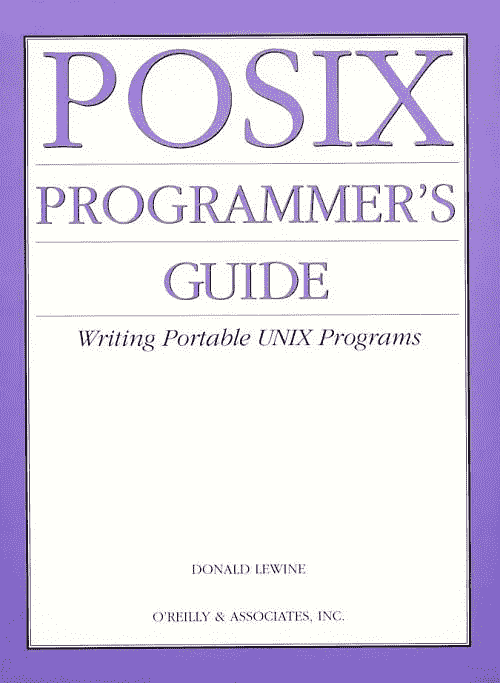 POSIX
PROGRAMMER'S
GUIDE
Writing Portable UNIX Programs
DONALD LEWINE
O'REILLY & ASSOCIATES, INC.